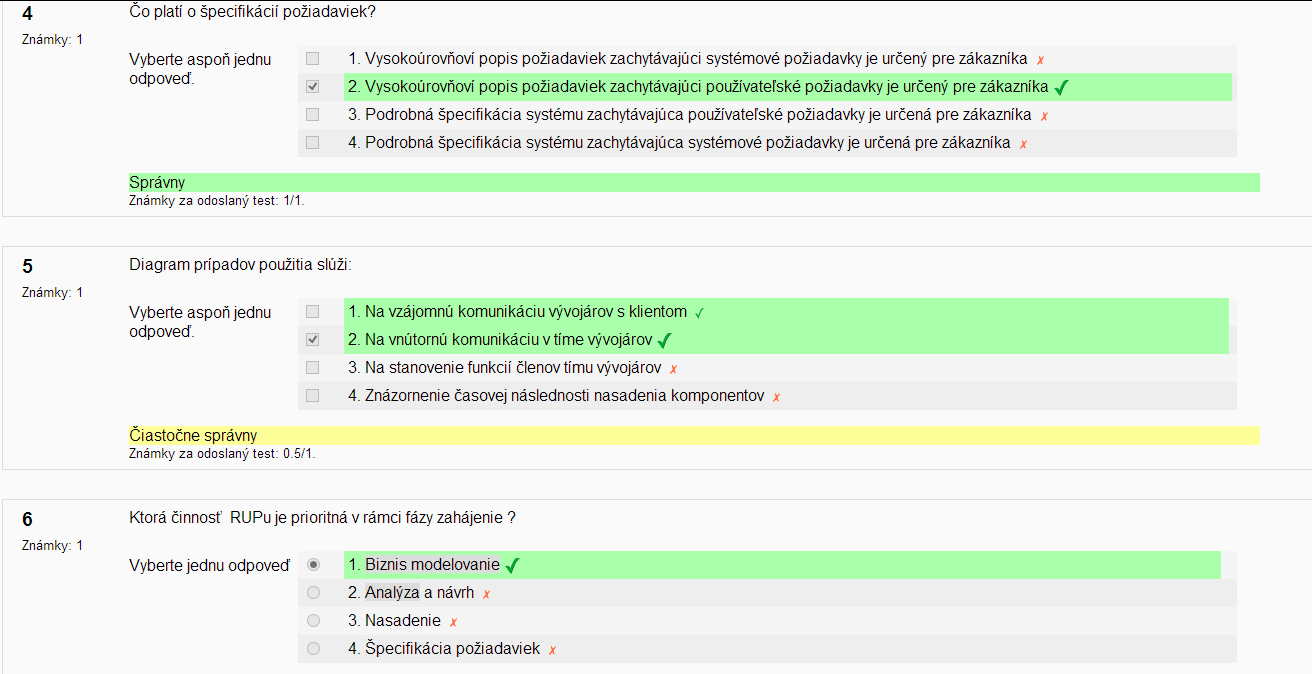 4
Čo platí o špecifikácií požiadaviek?
Známky: 1
Vyberte aspoň jednu
odpoveď.
1. Vysokoúrovňoví popis požiadaviek zachytávajúci systémové požiadavky je určený pre zákazníka ✗
2. Vysokoúrovňoví popis požiadaviek zachytávajúci používateľské požiadavky je určený pre zákazníka ✓
3. Podrobná špecifikácia systému zachytávajúca používateľské požiadavky je určená pre zákazníka ✗
4. Podrobná špecifikácia systému zachytávajúca systémové požiadavky je určená pre zákazníka ✗
Správny
Známky za odoslaný test: 1/1.
5
Diagram prípadov použitia slúži:
Známky: 1
Vyberte aspoň jednu
odpoveď.
1. Na vzájomnú komunikáciu vývojárov s klientom ✓
2. Na vnútornú komunikáciu v tíme vývojárov ✓
3. Na stanovenie funkcií členov tímu vývojárov ✗
4. Znázornenie časovej následnosti nasadenia komponentov ✗
Čiastočne správny
Známky za odoslaný test: 0.5/1.
6
Ktorá činnosť  RUPu je prioritná v rámci fázy zahájenie ?
Známky: 1
Vyberte jednu odpoveď
1. Biznis modelovanie ✓
2. Analýza a návrh ✗
3. Nasadenie ✗
4. Špecifikácia požiadaviek ✗